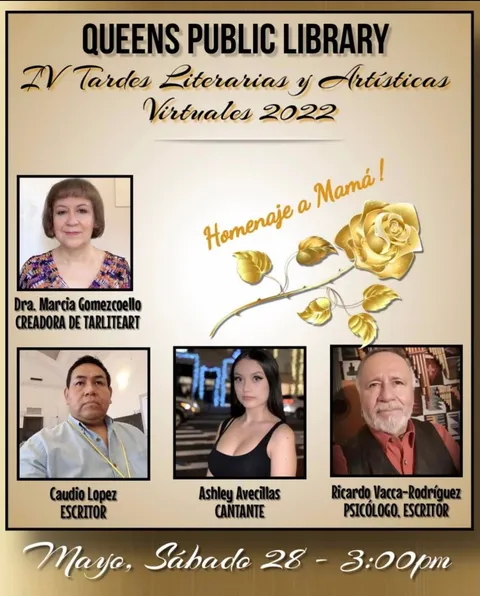 QUEENS PUBLIC LIBRARY
IV Tardes Literarias y Artísticas
Virtuales 2022
Homenaje a Mamá !
Dra. Marcia Gomezcoello
CREADORA DE TARLITEART
Caudio Lopez
ESCRITOR
Ashley Avecillas
CANTANTE
Ricardo Vacca-Rodríguez
PSICÓLOGO, ESCRITOR
Mayo, Sábado 28 - 3:00pm